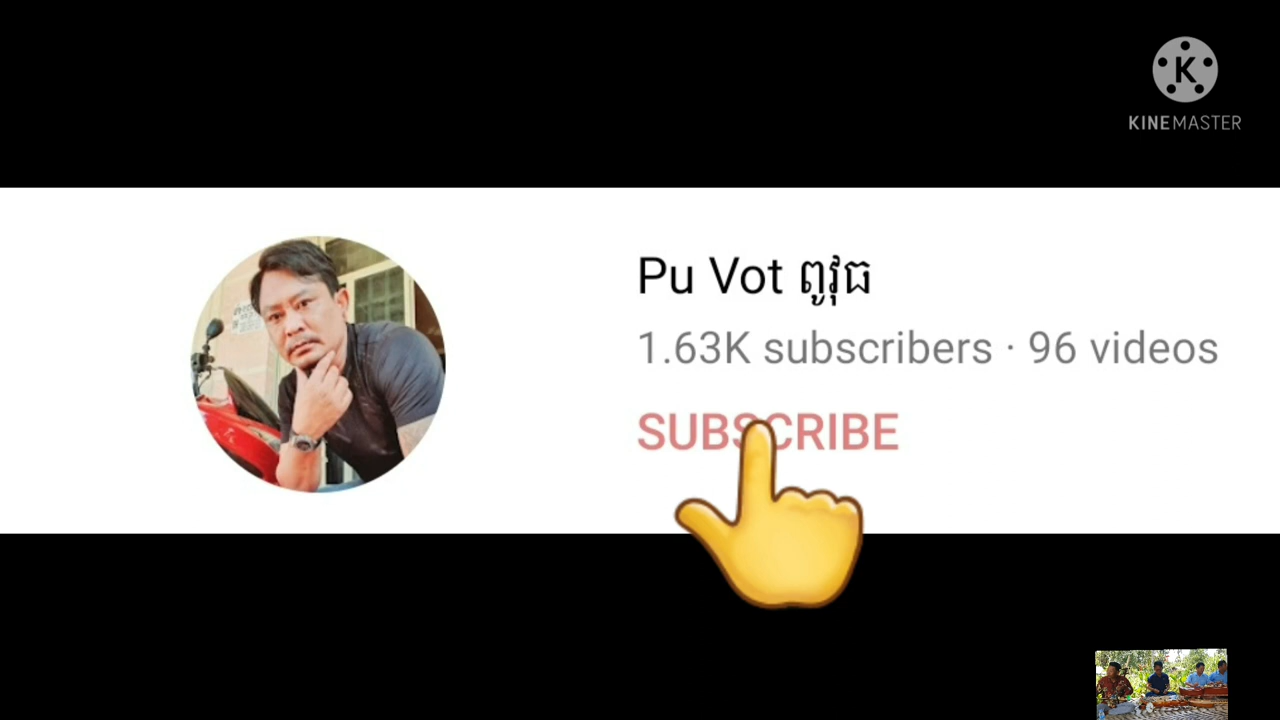 K
KINEMASTER
Pu Vot ពូវុធ
1.63K subscribers · 96 videos
SUBSCRIBE